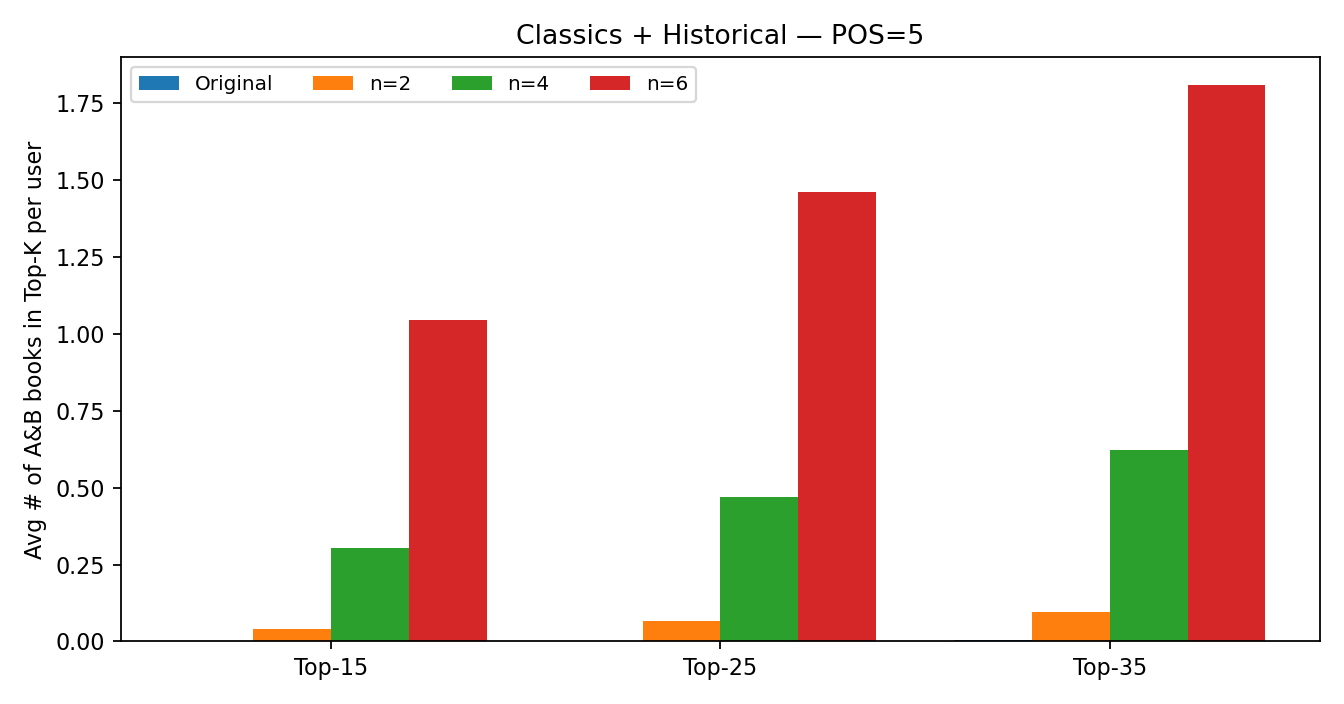 Classics + Historical — POS=5
Original n=2 n=4 n=6
Avg # of A&B books in Top-K per user
1.75
1.50
1.25
1.00
0.75
0.50
0.25
0.00
Top-15 Top-25 Top-35